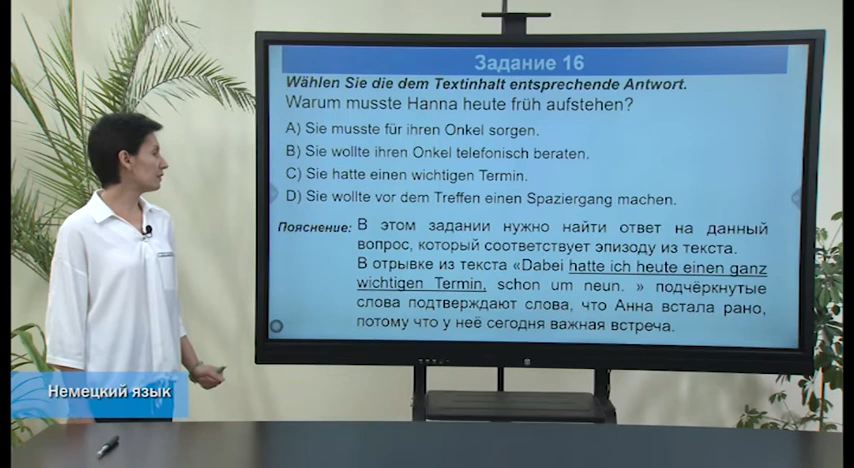 Задание 16
Wählen Sie die dem Textinhalt entsprechende Antwort.
Warum musste Hanna heute früh aufstehen?
A) Sie musste für ihren Onkel sorgen.
B) Sie wollte ihren Onkel telefonisch beraten.
C) Sie hatte einen wichtigen Termin.
D) Sie wollte vor dem Treffen einen Spaziergang machen.
Пояснение: В этом задании нужно найти ответ на данный
вопрос, который соответствует эпизоду из текста.
В отрывке из текста «Dabei hatte ich heute einen ganz
wichtigen Termin, schon um neun. » подчёркнутые
слова подтверждают слова, что Анна встала рано,
потому что у неё сегодня важная встреча.
Немецкий язык